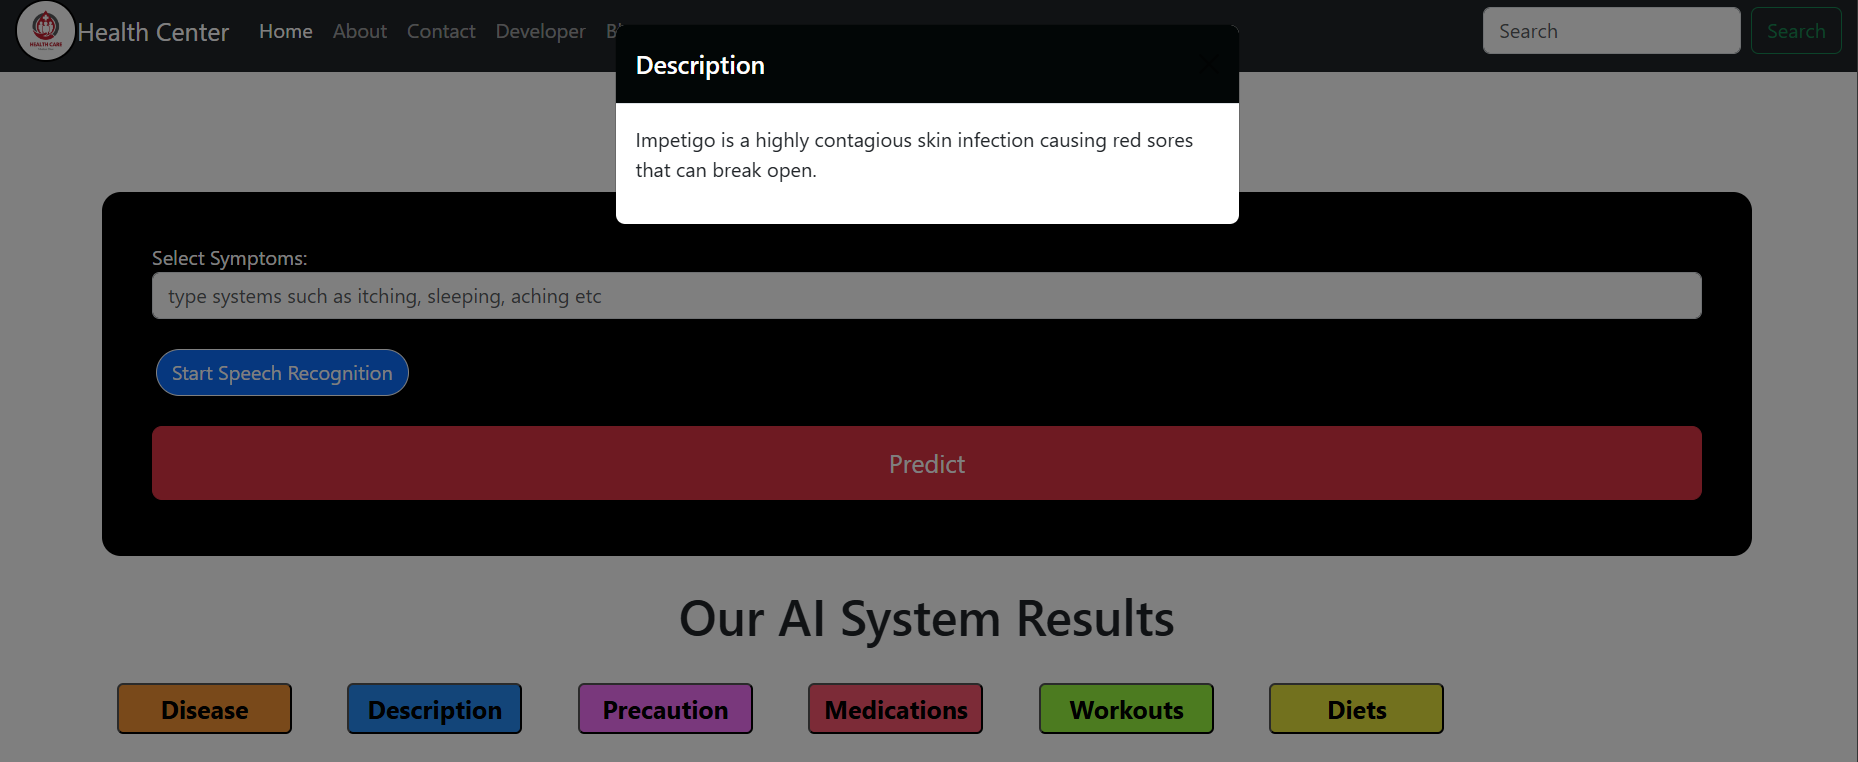 HEALTH CARE
Health Center Home About Contact Developer
Search Search
Description
Impetigo is a highly contagious skin infection causing red sores
that can break open.
Select Symptoms:
type systems such as itching, sleeping, aching etc
Start Speech Recognition
Predict
Our AI System Results
Disease Description Precaution Medications Workouts Diets